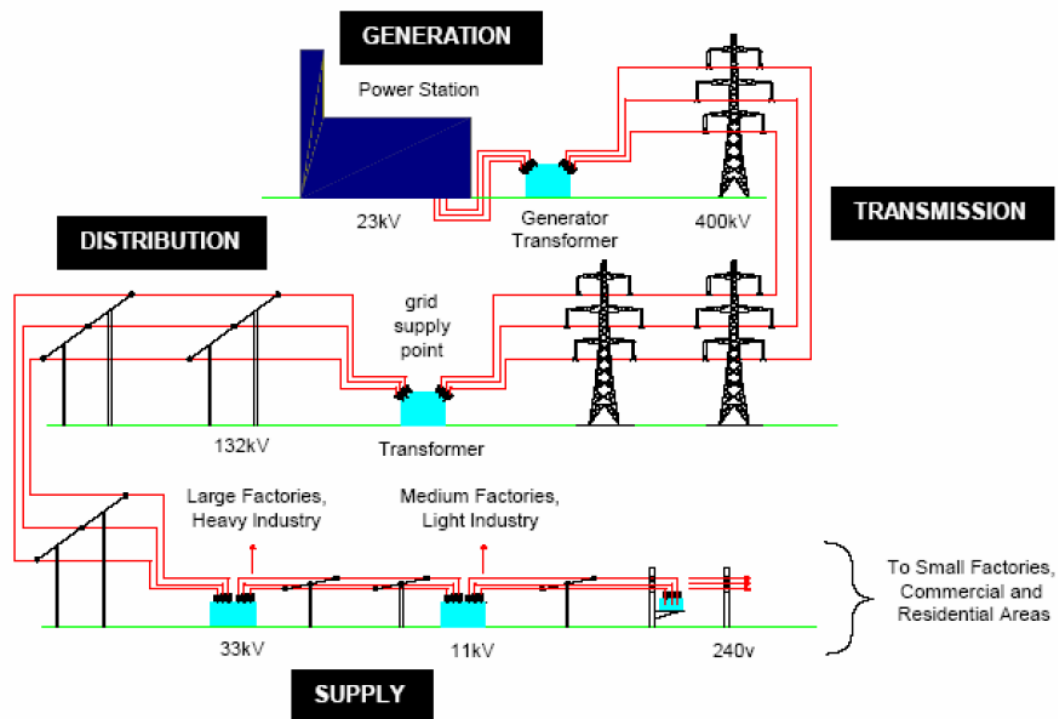 GENERATION
Power Station
23kV
Generator
Transformer
400kV
TRANSMISSION
DISTRIBUTION
grid
supply
point
132kV
Transformer
Large Factories,
Heavy Industry
Medium Factories,
Light Industry
To Small Factories,
Commercial and
Residential Areas
33kV
11kV
240v
SUPPLY